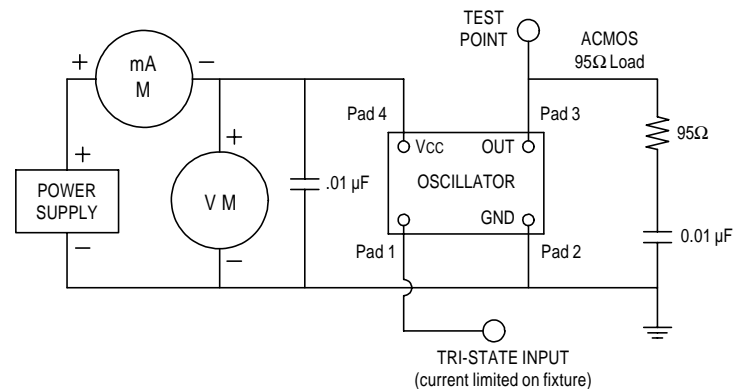 TEST
POINT
ACMOS
95Ω Load
+
mA
M
−
Pad 4
Pad 3
+
+
VCC
OUT
95Ω
POWER
SUPPLY
V M
.01 µF
OSCILLATOR
GND
−
−
Pad 1
Pad 2
0.01 µF
TRI-STATE INPUT
(current limited on fixture)